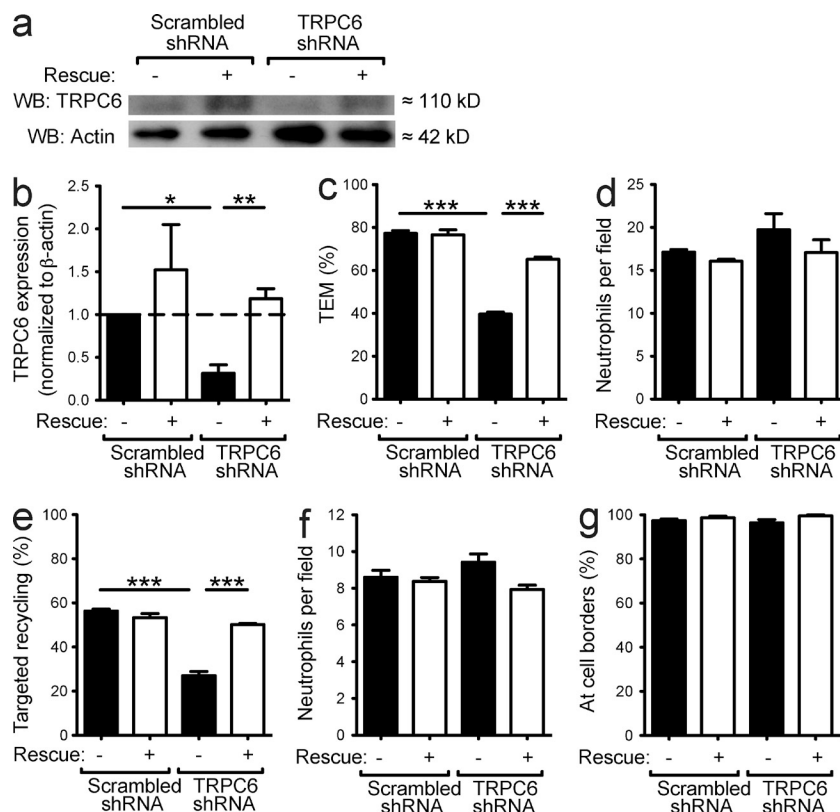 a
Scrambled shRNA
TRPC6 shRNA
Rescue: - + - +
WB: TRPC6 ≈ 110 kD
WB: Actin ≈ 42 kD
b
TRPC6 expression
(normalized to β-actin)
2.5
2.0
1.5
1.0
0.5
0.0
* **
Rescue: - + - +
Scrambled shRNA
TRPC6 shRNA
c
TEM (%)
100
80
60
40
20
0
*** ***
Rescue: - + - +
Scrambled shRNA
TRPC6 shRNA
d
Neutrophils per field
25
20
15
10
5
0
Rescue: - + - +
Scrambled shRNA
TRPC6 shRNA
e
Targeted recycling (%)
100
80
60
40
20
0
*** ***
Rescue: - + - +
Scrambled shRNA
TRPC6 shRNA
f
Neutrophils per field
12
10
8
6
4
2
0
Rescue: - + - +
Scrambled shRNA
TRPC6 shRNA
g
At cell borders (%)
100
80
60
40
20
0
Rescue: - + - +
Scrambled shRNA
TRPC6 shRNA